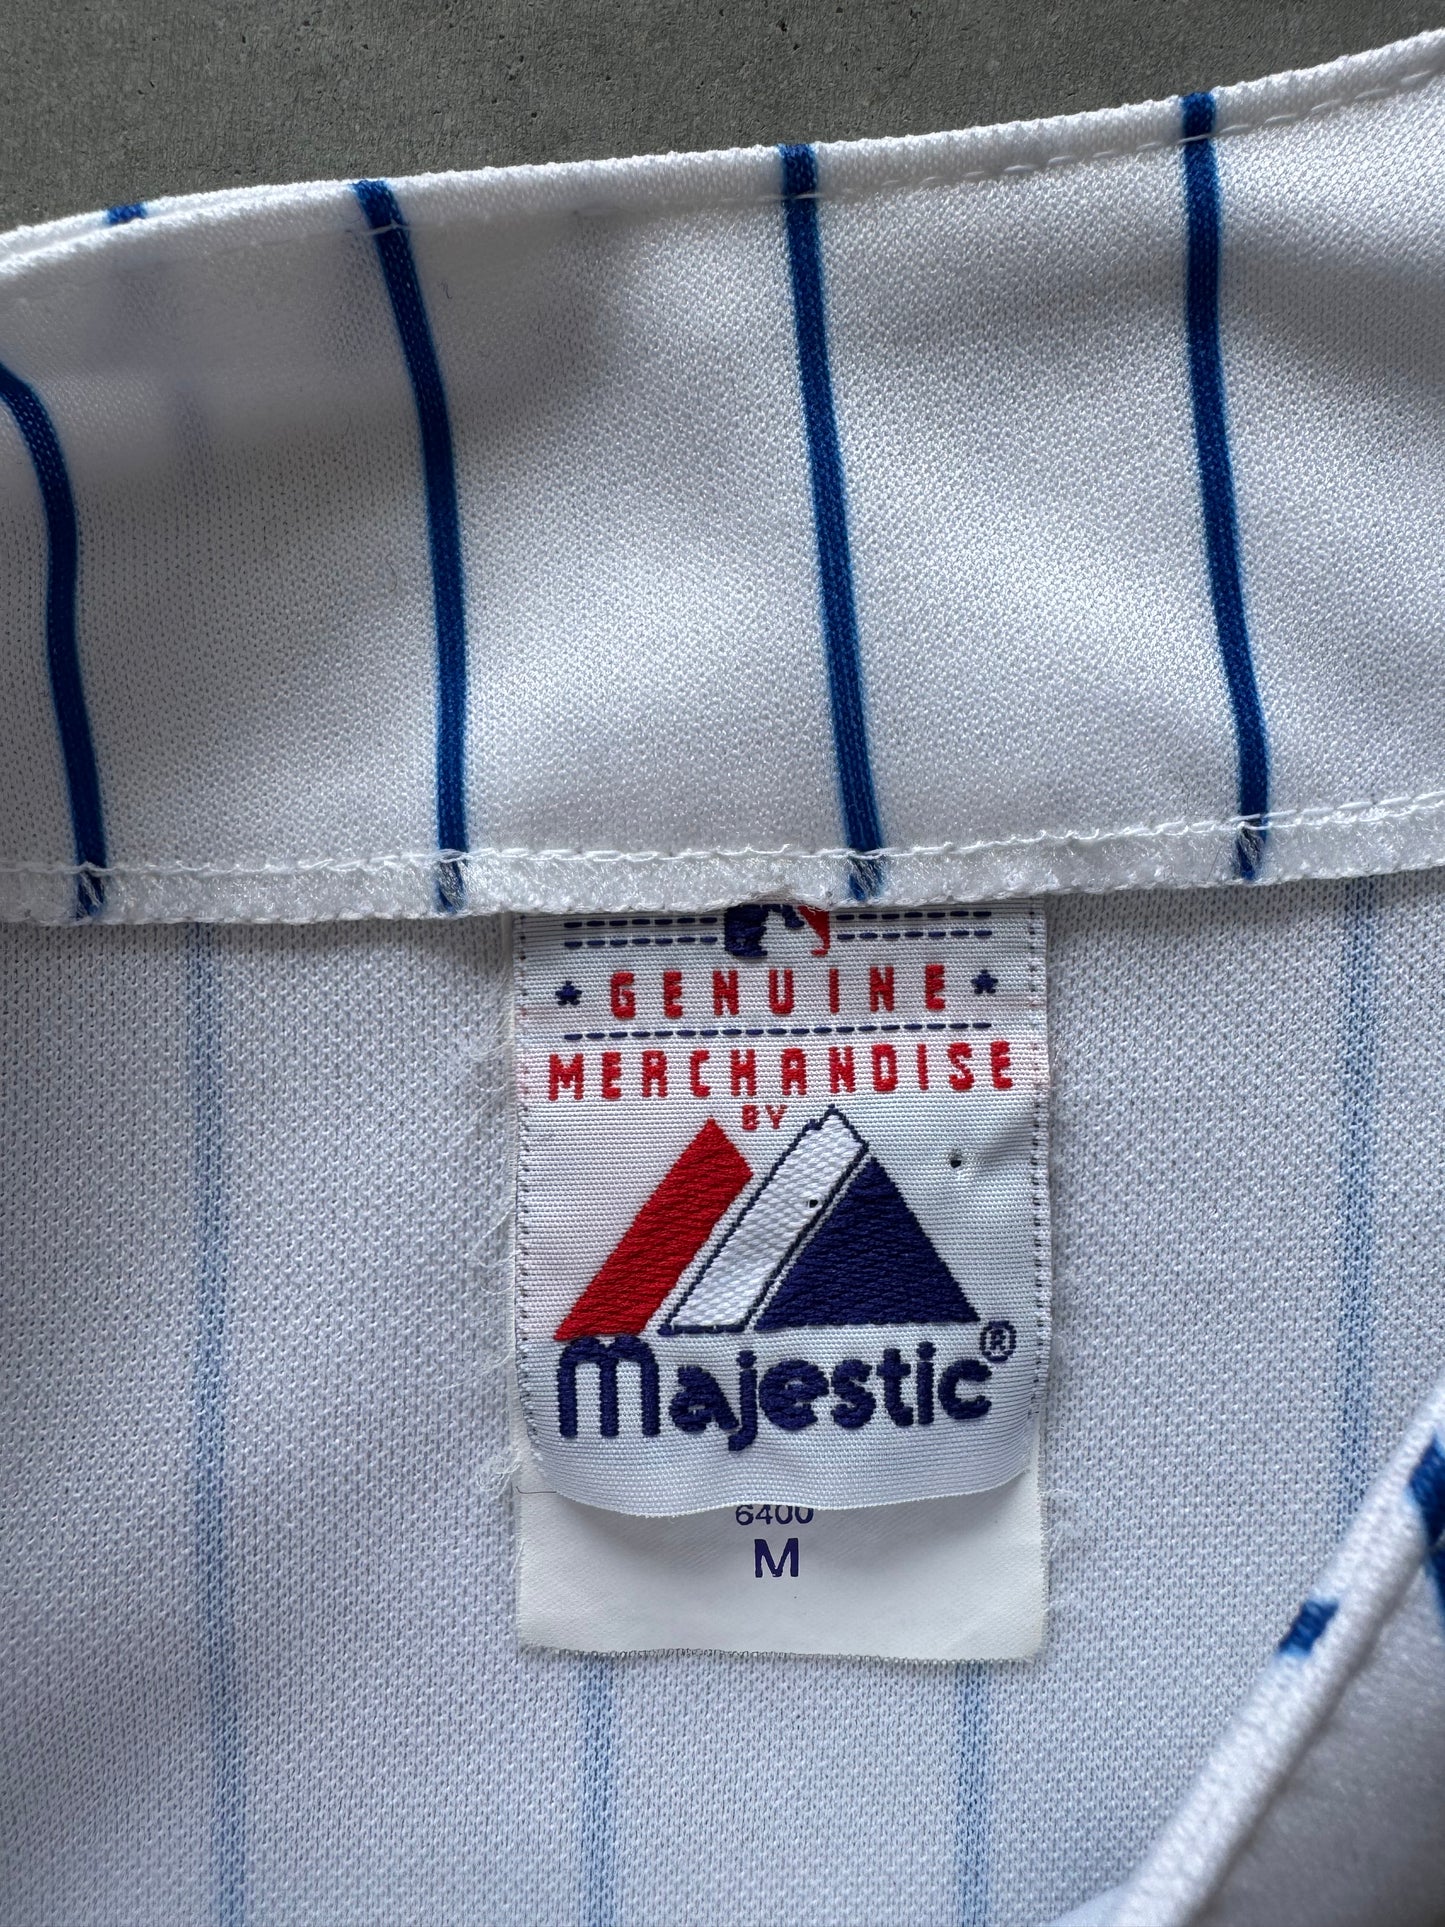 GENUINE
MERCHANDISE
BY
Majestic®
6400
M